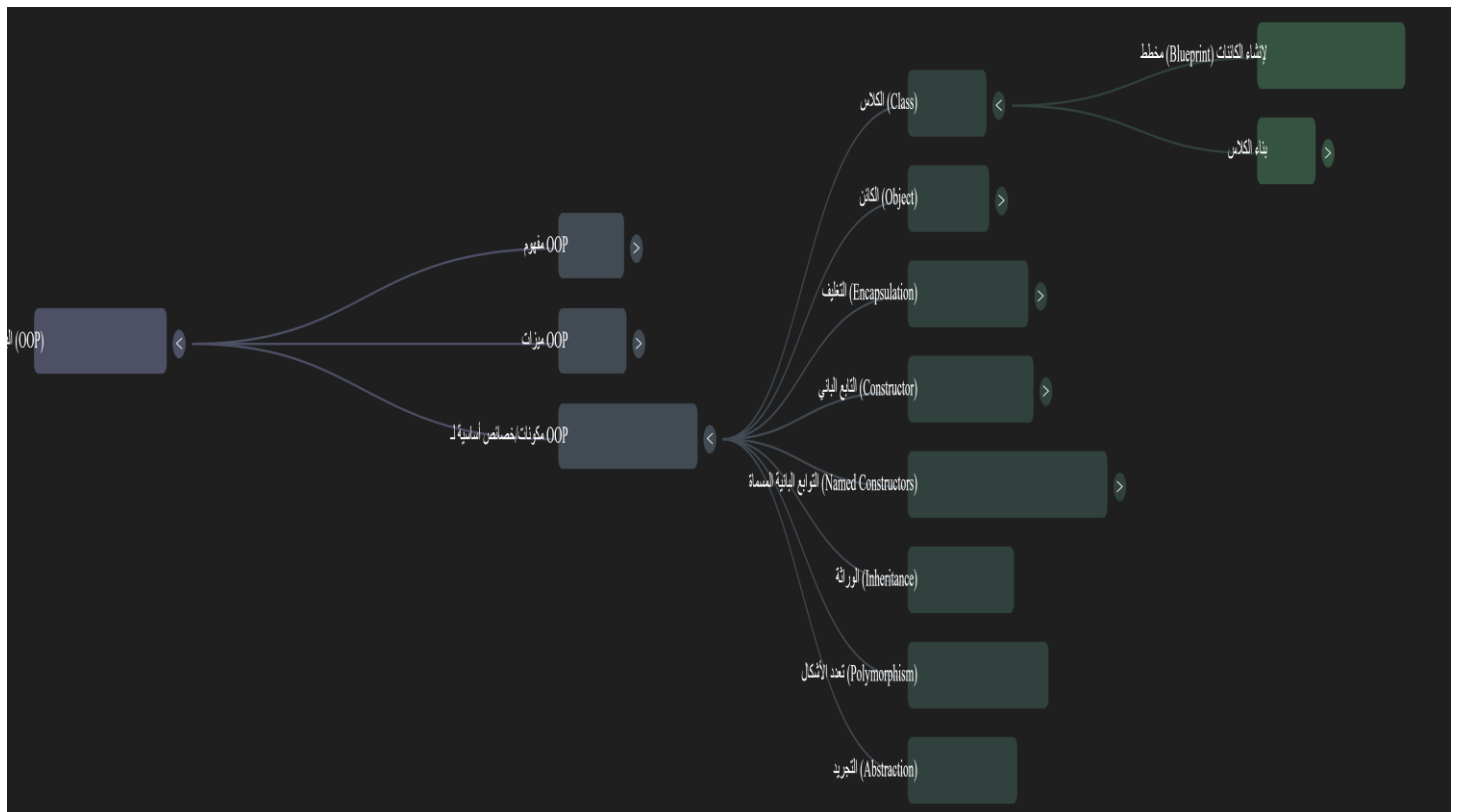 (OOP)
مفهوم OOP
ميزات OOP
مكونات/خصائص أساسية لـ OOP
الكلاس (Class)
الكائن (Object)
التغليف (Encapsulation)
التابع الباني (Constructor)
التوابع البانية المسماة (Named Constructors)
الوراثة (Inheritance)
تعدد الأشكال (Polymorphism)
التجريد (Abstraction)
مخطط (Blueprint) لإنشاء الكائنات
بناء الكلاس